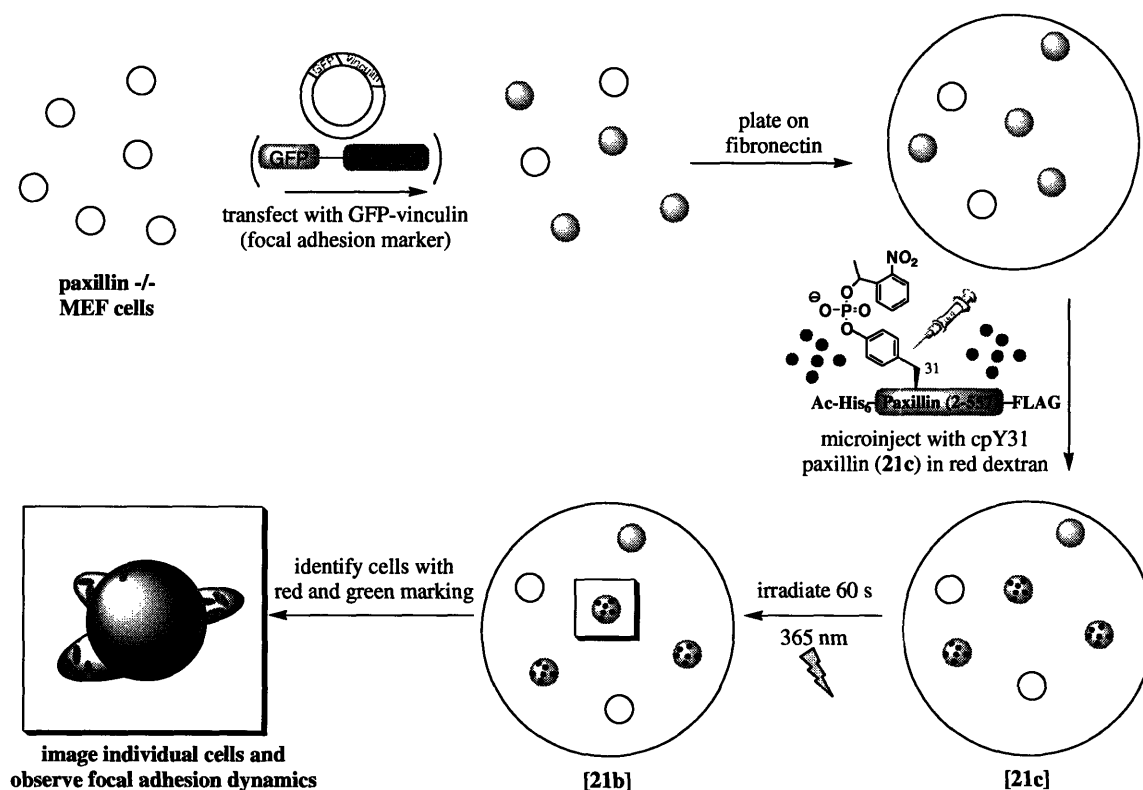 GFP
vinculin
GFP
transfect with GFP-vinculin
(focal adhesion marker)
paxillin -/-
MEF cells
plate on
fibronectin
NO2
O
⊖
O-P=O
O
31
Ac-His6 Paxillin (2-557) FLAG
microinject with cpY31
paxillin (21c) in red dextran
identify cells with
red and green marking
irradiate 60 s
365 nm
image individual cells and
observe focal adhesion dynamics
[21b]
[21c]